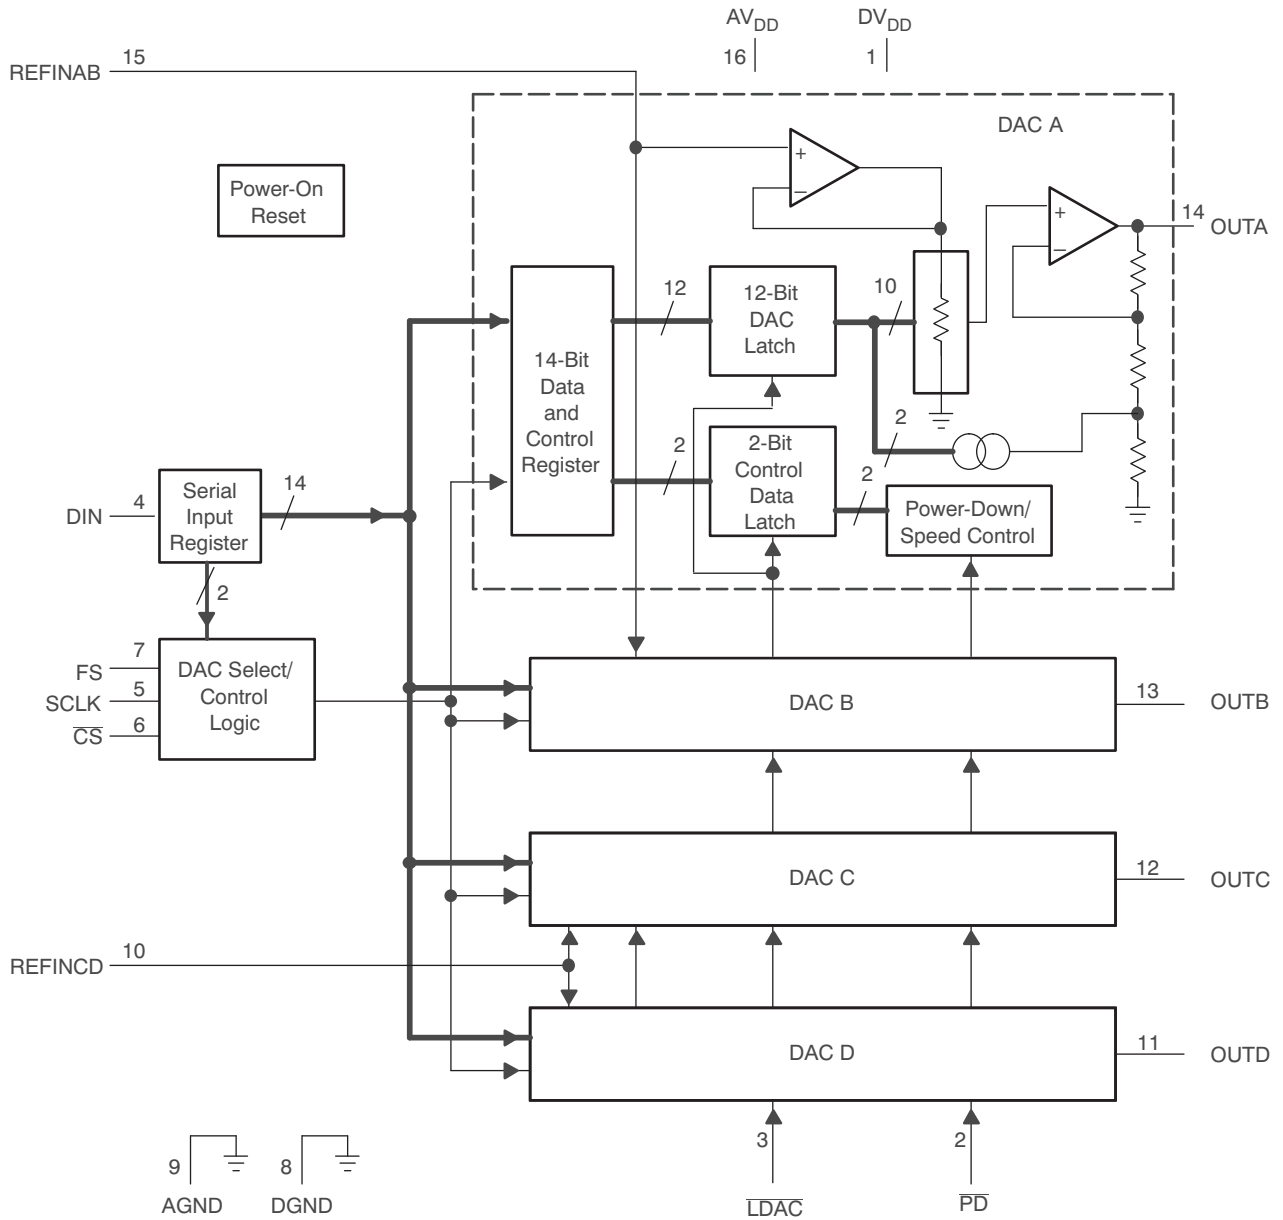 AVDD
DVDD
16
1
REFINAB
15
DAC A
Power-On
Reset
+
–
+
–
14
OUTA
12
12-Bit
DAC
Latch
10
14-Bit
Data
and
Control
Register
2
2-Bit
Control
Data
Latch
2
2
Power-Down/
Speed Control
DIN
4
Serial
Input
Register
14
2
FS
7
SCLK
5
C̅S̅
6
DAC Select/
Control
Logic
DAC B
13
OUTB
DAC C
12
OUTC
REFINCD
10
DAC D
11
OUTD
9
AGND
8
DGND
3
L̅D̅A̅C̅
2
P̅D̅